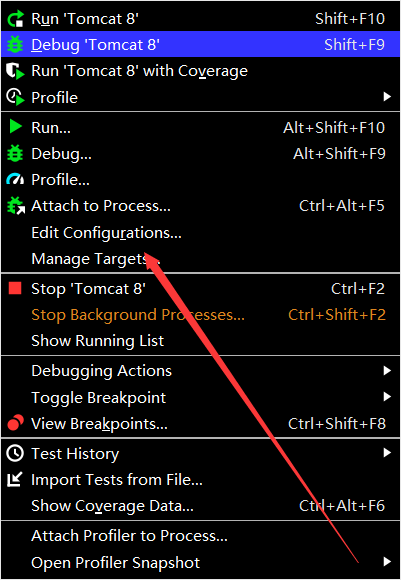 Run 'Tomcat 8' Shift+F10
Debug 'Tomcat 8' Shift+F9
Run 'Tomcat 8' with Coverage
Profile
Run... Alt+Shift+F10
Debug... Alt+Shift+F9
Profile...
Attach to Process... Ctrl+Alt+F5
Edit Configurations...
Manage Targets...
Stop 'Tomcat 8' Ctrl+F2
Stop Background Processes... Ctrl+Shift+F2
Show Running List
Debugging Actions
Toggle Breakpoint
View Breakpoints... Ctrl+Shift+F8
Test History
Import Tests from File...
Show Coverage Data... Ctrl+Alt+F6
Attach Profiler to Process...
Open Profiler Snapshot